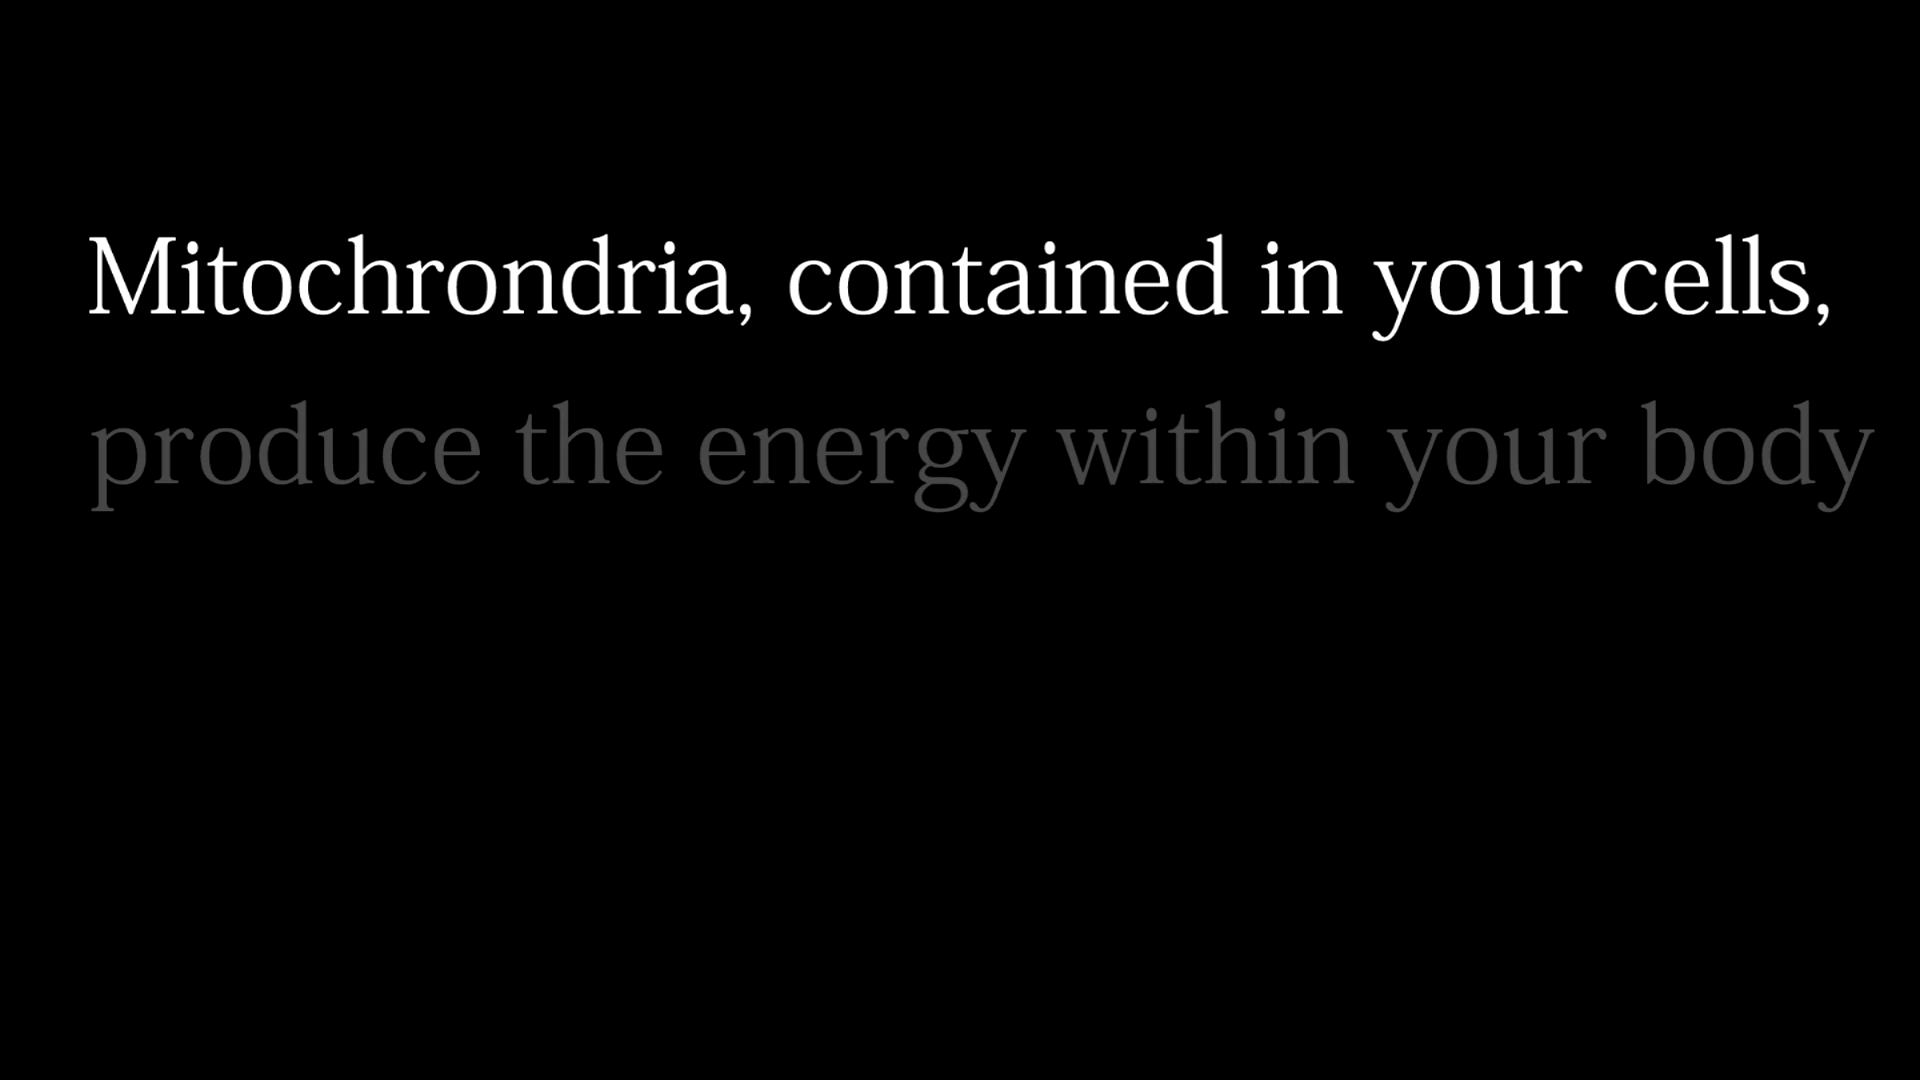 Mitochrondria, contained in your cells,
produce the energy within your body